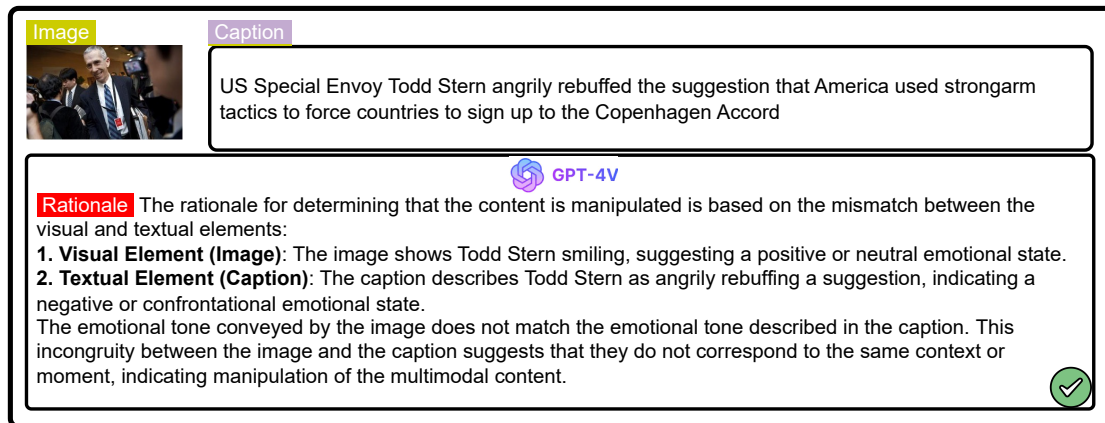 Image
Caption
US Special Envoy Todd Stern angrily rebuffed the suggestion that America used strongarm
tactics to force countries to sign up to the Copenhagen Accord
GPT-4V
Rationale The rationale for determining that the content is manipulated is based on the mismatch between the
visual and textual elements:
1. Visual Element (Image): The image shows Todd Stern smiling, suggesting a positive or neutral emotional state.
2. Textual Element (Caption): The caption describes Todd Stern as angrily rebuffing a suggestion, indicating a
negative or confrontational emotional state.
The emotional tone conveyed by the image does not match the emotional tone described in the caption. This
incongruity between the image and the caption suggests that they do not correspond to the same context or
moment, indicating manipulation of the multimodal content.